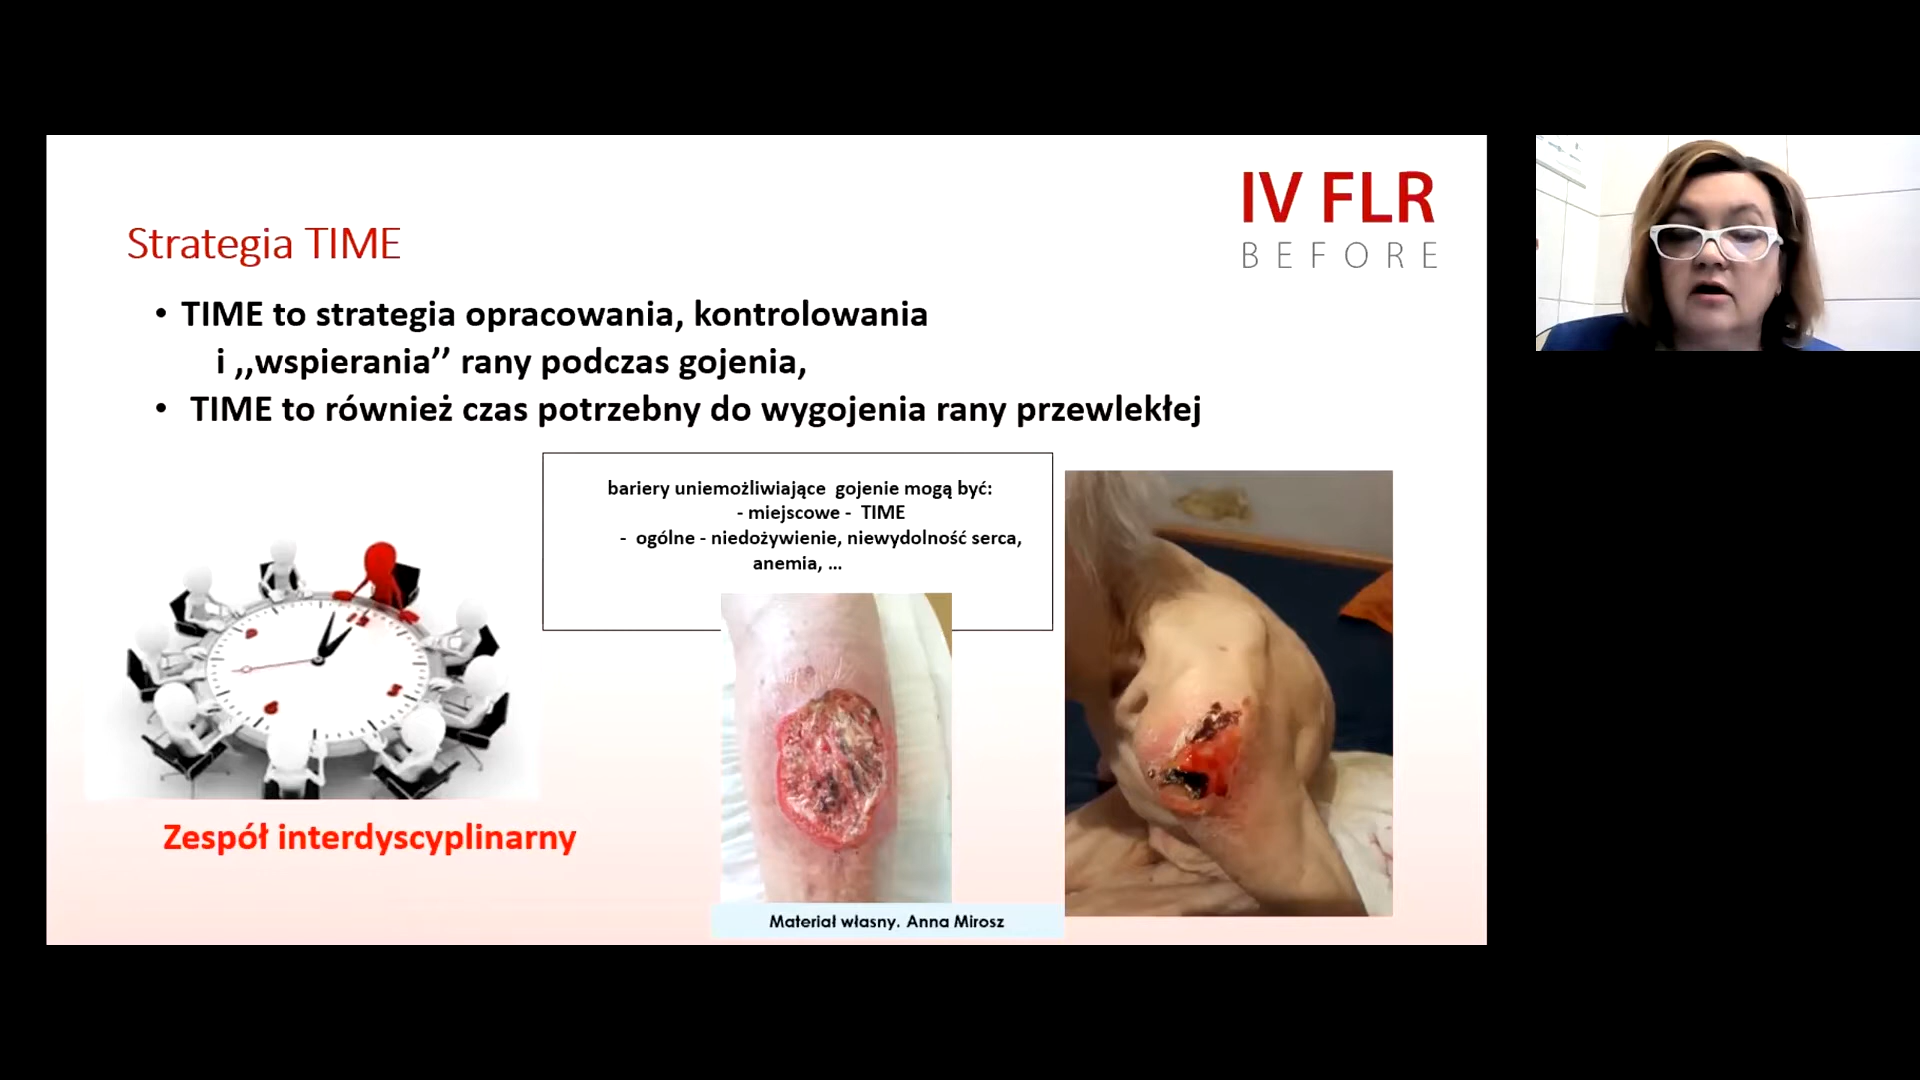 IV FLR
BEFORE
Strategia TIME
• TIME to strategia opracowania, kontrolowania
i ,,wspierania’’ rany podczas gojenia,
• TIME to również czas potrzebny do wygojenia rany przewlekłej
bariery uniemożliwiające gojenie mogą być:
- miejscowe - TIME
- ogólne - niedożywienie, niewydolność serca,
anemia, ...
Zespół interdyscyplinarny
Materiał własny. Anna Mirosz